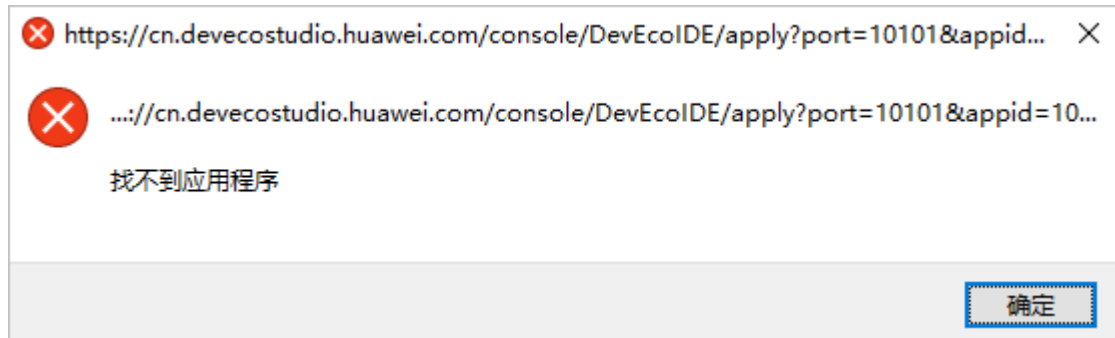 https://cn.devecostudio.huawei.com/console/DevEcoIDE/apply?port=10101&appid...
...://cn.devecostudio.huawei.com/console/DevEcoIDE/apply?port=10101&appid=10...
找不到应用程序
确定